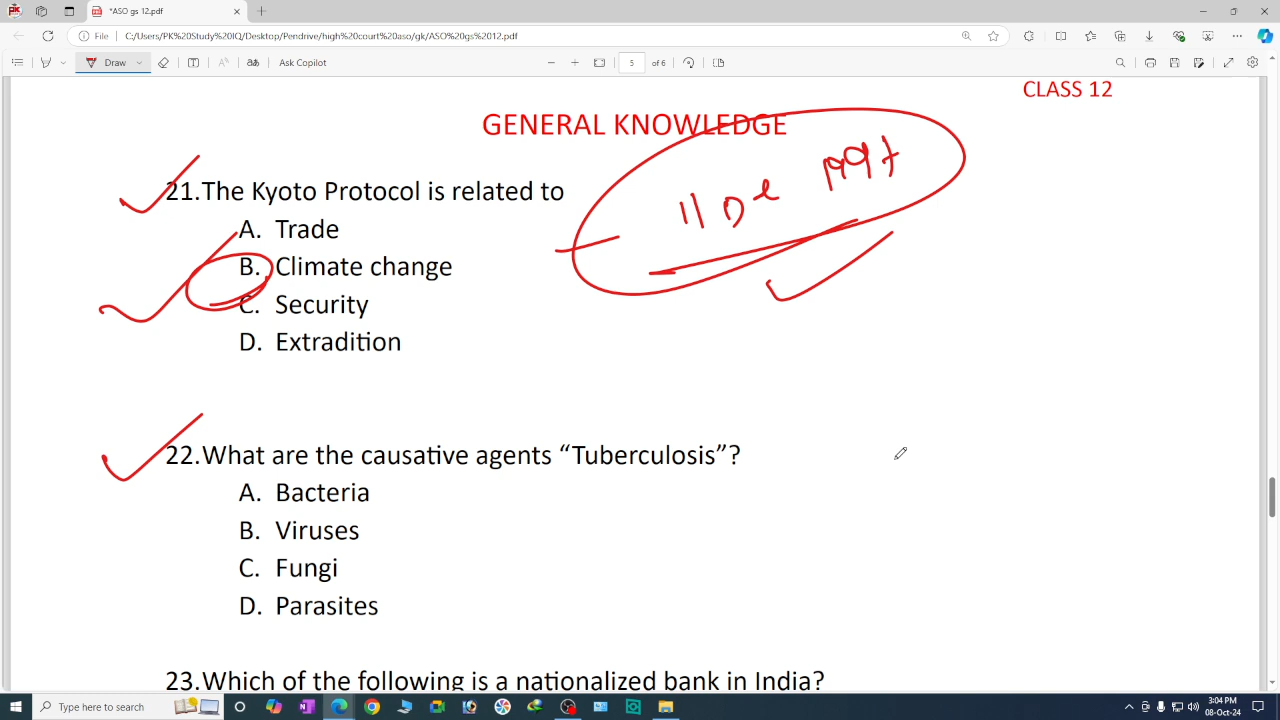 *ASO gs 12.pdf
File C:/Users/PK%20Study%20IQ/Desktop/Pendrive/high%20court%20aso/gk/ASO%20gs%2012.pdf
Draw Ask Copilot 5 of 6
CLASS 12
GENERAL KNOWLEDGE
11 De 1997
21.The Kyoto Protocol is related to
A. Trade
B. Climate change
C. Security
D. Extradition
22.What are the causative agents “Tuberculosis”?
A. Bacteria
B. Viruses
C. Fungi
D. Parasites
23.Which of the following is a nationalized bank in India?
Type here to search
3:04 PM
08-Oct-24